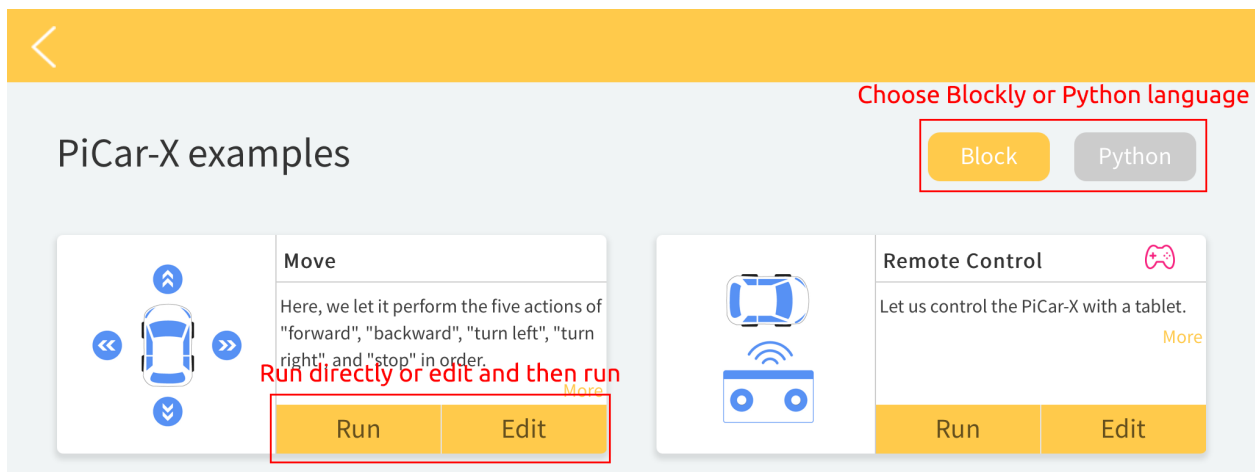 Choose Blockly or Python language
PiCar-X examples
Block
Python
Move
Here, we let it perform the five actions of
"forward", "backward", "turn left", "turn
right", and "stop" in order.
Run directly or edit and then run
More
Run
Edit
Remote Control
Let us control the PiCar-X with a tablet.
More
Run
Edit